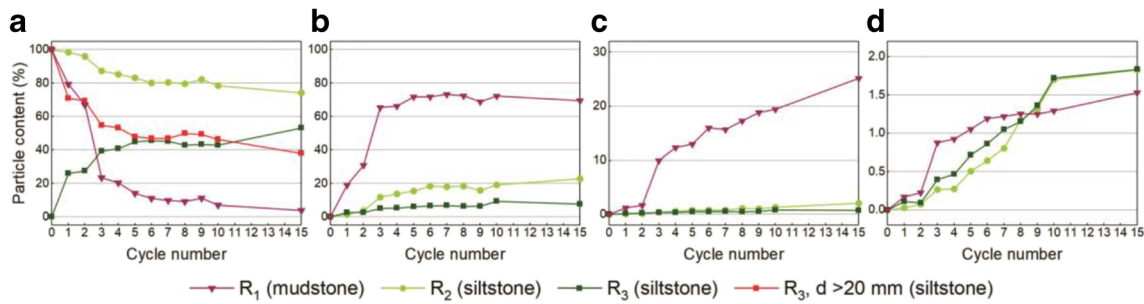 a b c d
Particle content (%)
100 80 60 40 20 0
0 1 2 3 4 5 6 7 8 9 10 11 12 13 14 15
Cycle number
100 80 60 40 20 0
0 1 2 3 4 5 6 7 8 9 10 11 12 13 14 15
Cycle number
30 20 10 0
0 1 2 3 4 5 6 7 8 9 10 11 12 13 14 15
Cycle number
2.0 1.5 1.0 0.5 0.0
0 1 2 3 4 5 6 7 8 9 10 11 12 13 14 15
Cycle number
R1 (mudstone) R2 (siltstone) R3 (siltstone) R3, d >20 mm (siltstone)